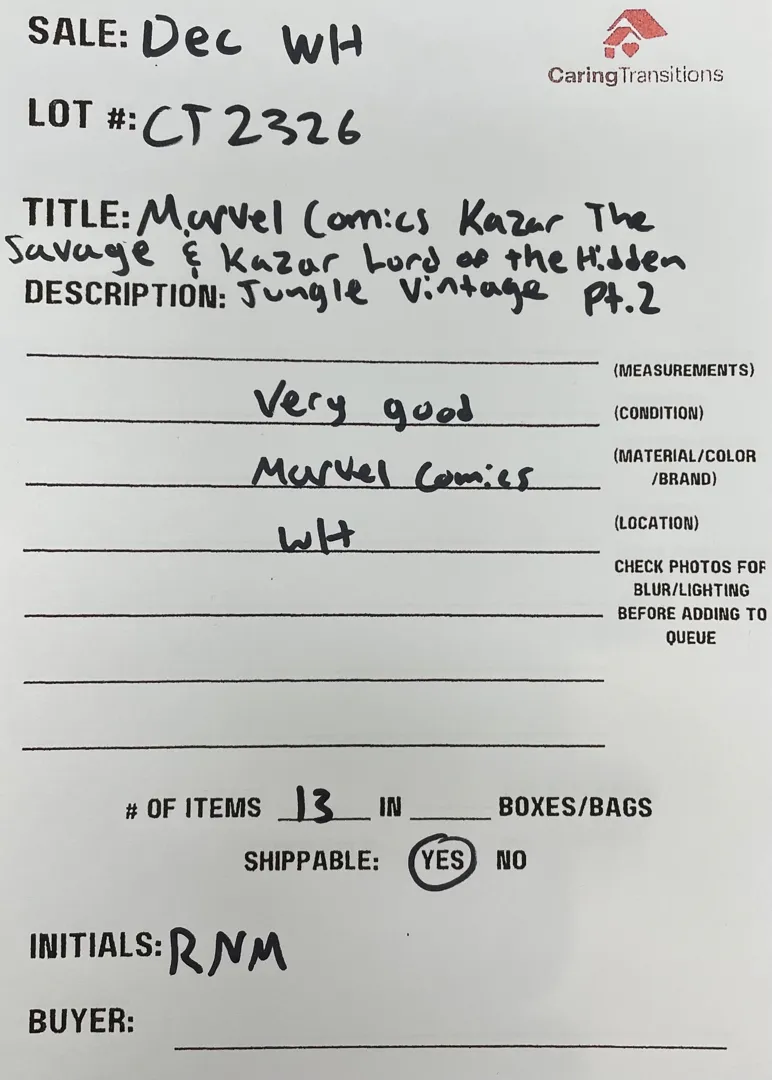 SALE: Dec WH
CaringTransitions
LOT #: CT2326
TITLE: Marvel Comics Kazar The
Savage & Kazar Lord of the Hidden
DESCRIPTION: Jungle Vintage Pt.2
(MEASUREMENTS)
Very good (CONDITION)
Marvel Comics (MATERIAL/COLOR
/BRAND)
WH (LOCATION)
CHECK PHOTOS FOR
BLUR/LIGHTING
BEFORE ADDING TO
QUEUE
# OF ITEMS 13 IN BOXES/BAGS
SHIPPABLE: YES NO
INITIALS: RNM
BUYER: